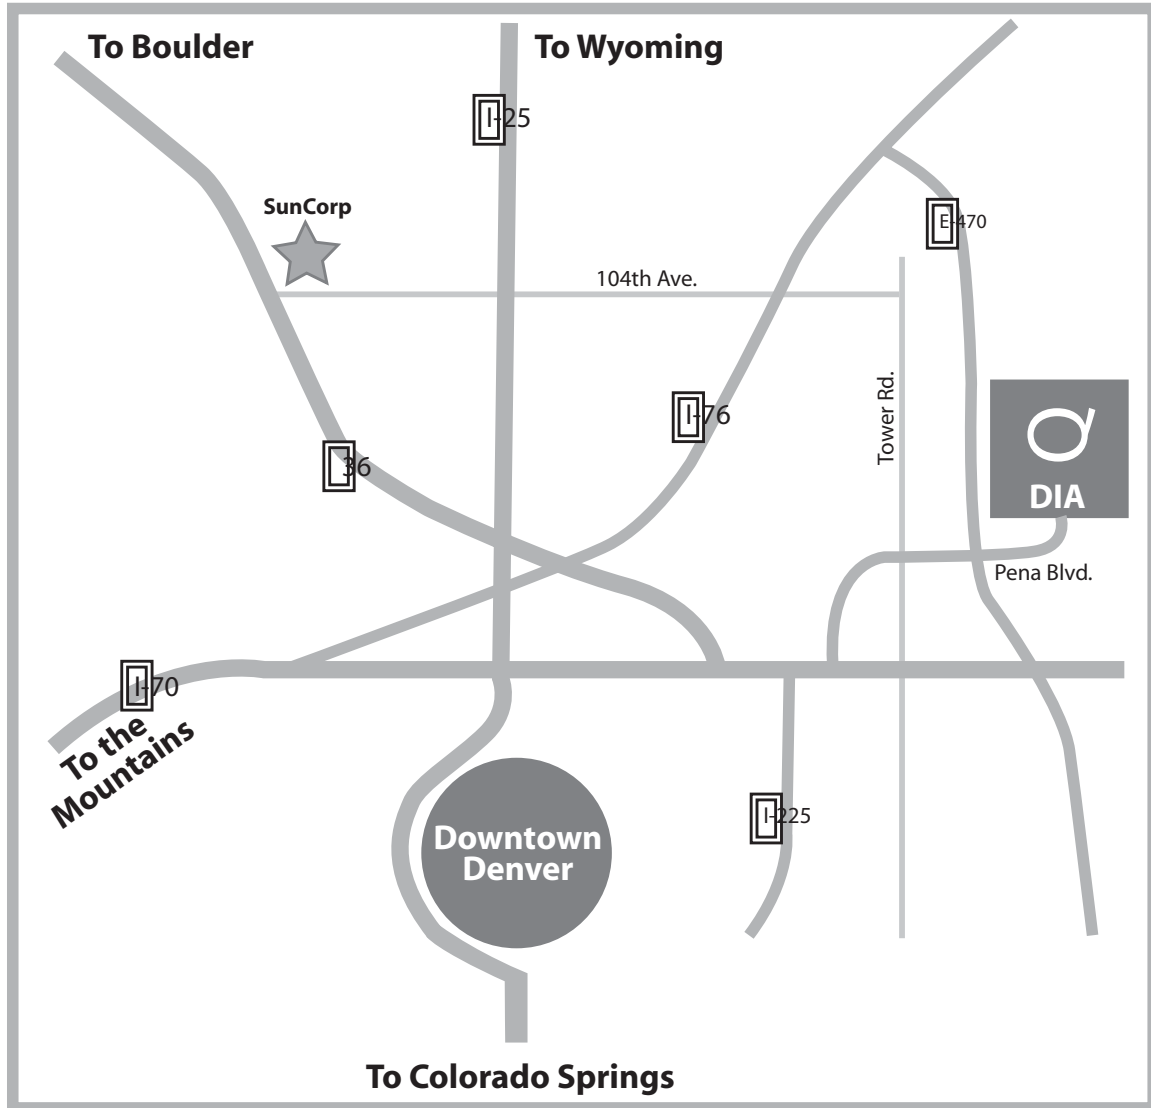 To Boulder
To Wyoming
I-25
SunCorp
E-470
104th Ave.
Tower Rd.
I-76
36
DIA
Pena Blvd.
I-70
To the
Mountains
I-225
Downtown
Denver
To Colorado Springs